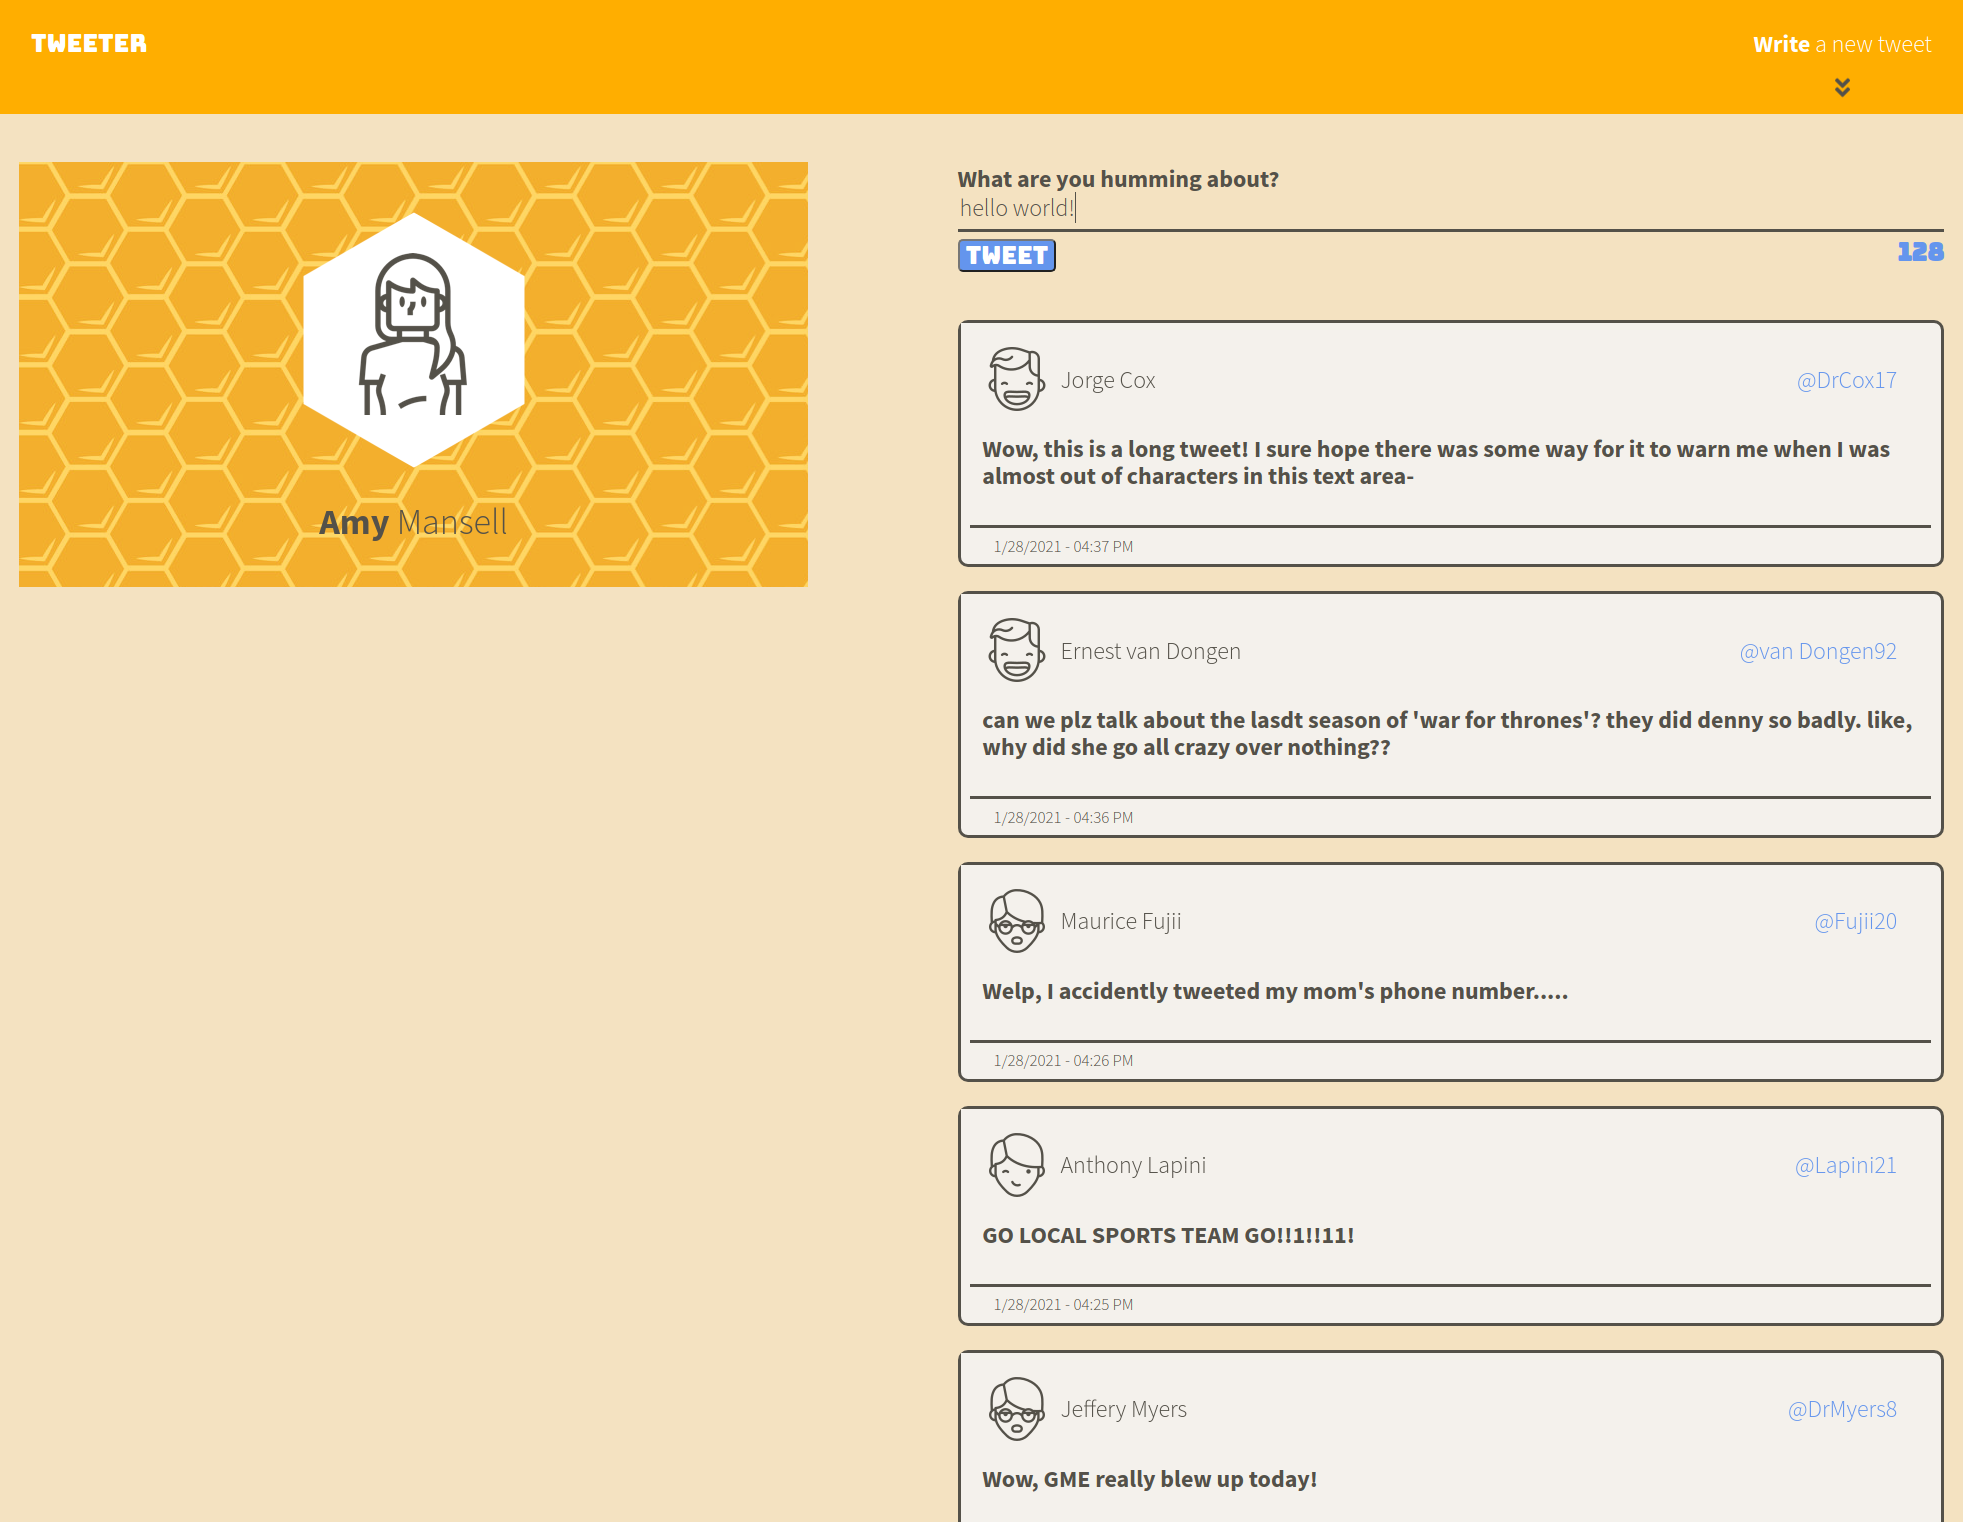 TWEETER
Write a new tweet
Amy Mansell
What are you humming about?
hello world!
TWEET
128
Jorge Cox
@DrCox17
Wow, this is a long tweet! I sure hope there was some way for it to warn me when I was
almost out of characters in this text area-
1/28/2021 - 04:37 PM
Ernest van Dongen
@van Dongen92
can we plz talk about the lasdt season of 'war for thrones'? they did denny so badly. like,
why did she go all crazy over nothing??
1/28/2021 - 04:36 PM
Maurice Fujii
@Fujii20
Welp, I accidently tweeted my mom's phone number.....
1/28/2021 - 04:26 PM
Anthony Lapini
@Lapini21
GO LOCAL SPORTS TEAM GO!!1!!11!
1/28/2021 - 04:25 PM
Jeffery Myers
@DrMyers8
Wow, GME really blew up today!